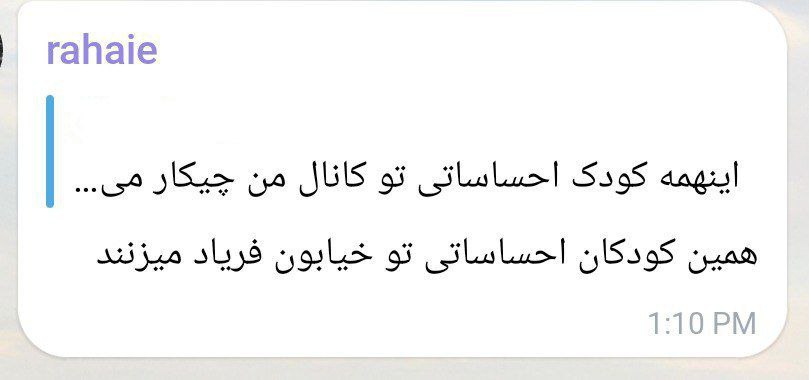 rahaie
اینهمه کودک احساساتی تو کانال من چیکار می...
همین کودکان احساساتی تو خیابون فریاد میزنند
1:10 PM